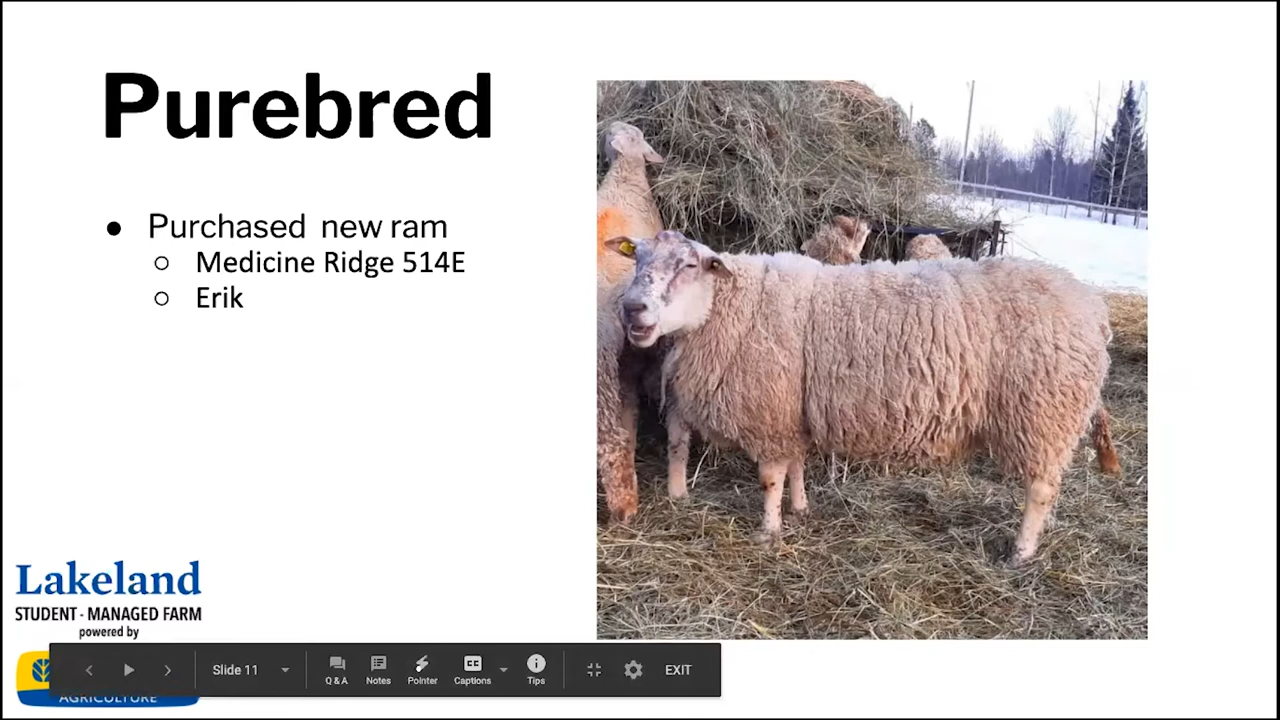 Purebred
● Purchased new ram
○ Medicine Ridge 514E
○ Erik
Lakeland
STUDENT - MANAGED FARM
powered by
AGRICULTURE
Slide 11
Q & A
Notes
Pointer
CC
Captions
Tips
EXIT